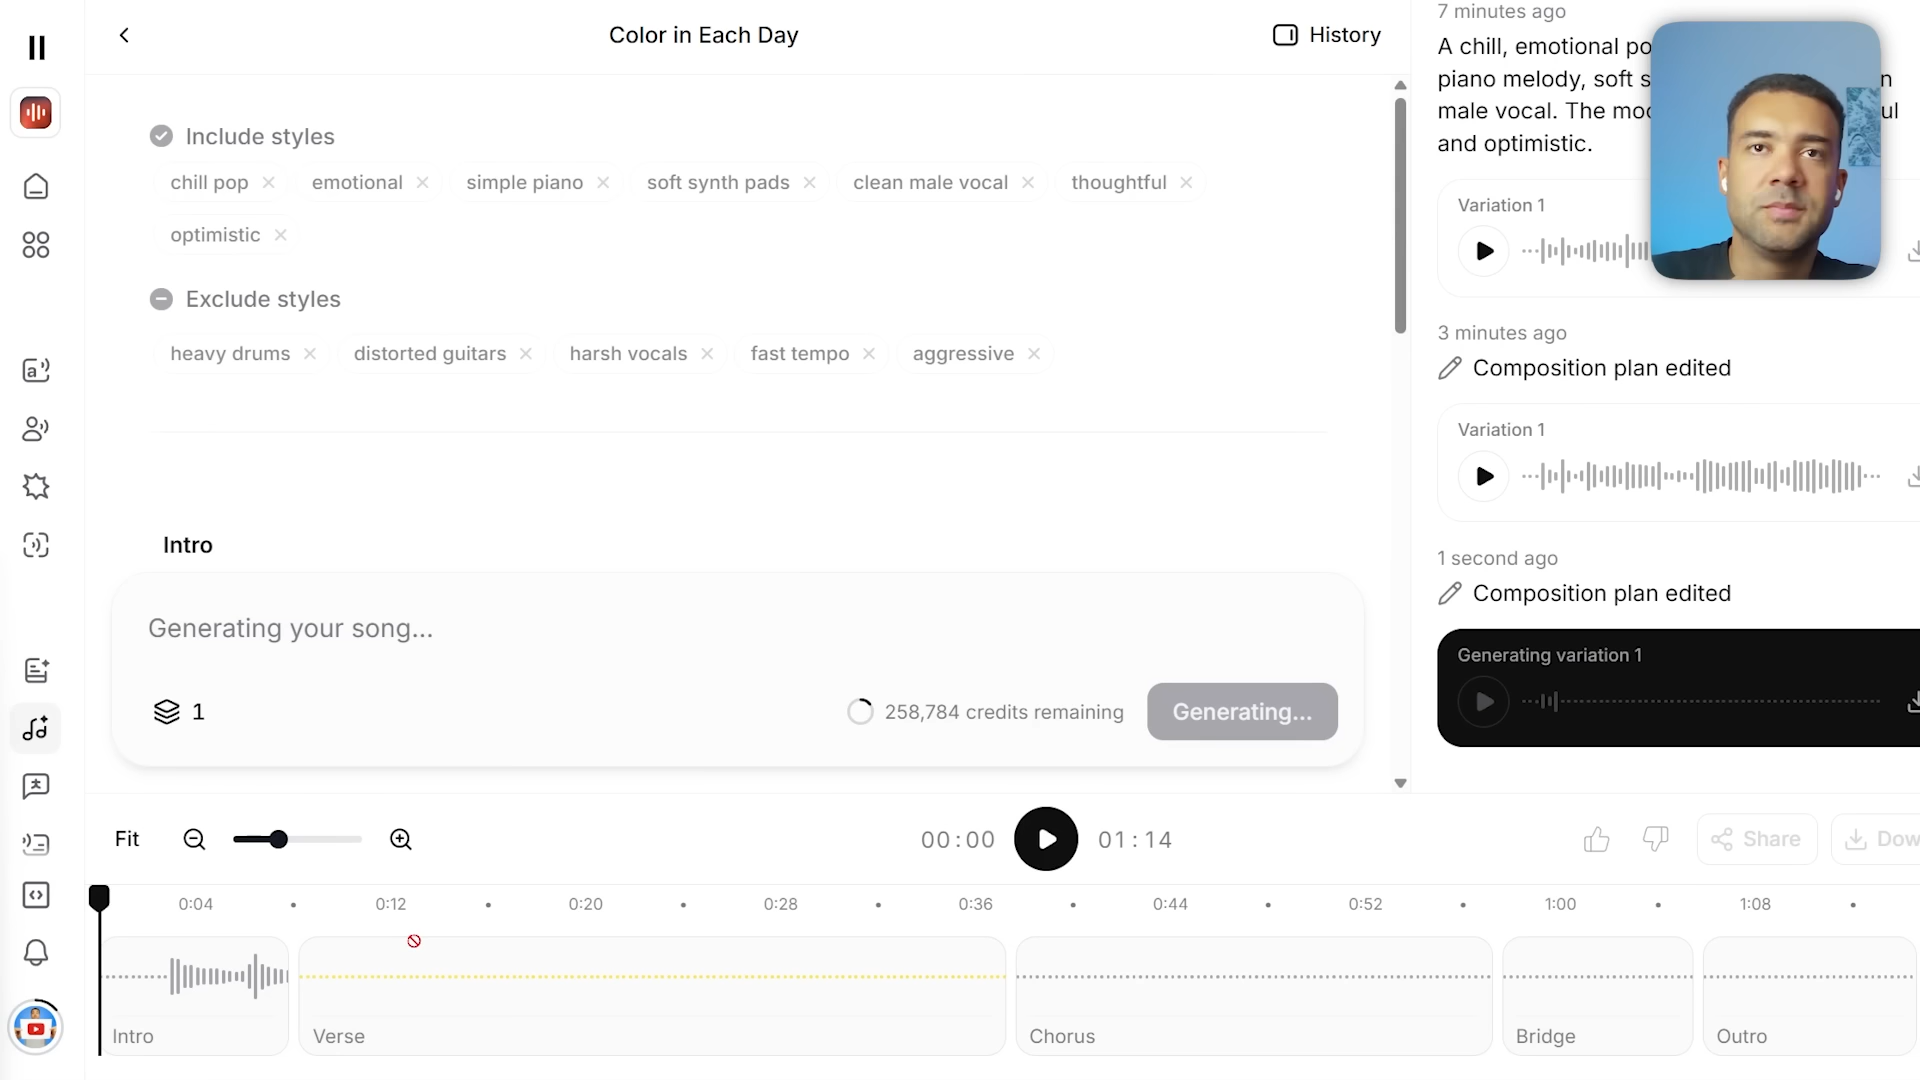 Color in Each Day
History
Include styles
chill pop
emotional
simple piano
soft synth pads
clean male vocal
thoughtful
optimistic
Exclude styles
heavy drums
distorted guitars
harsh vocals
fast tempo
aggressive
Intro
Generating your song...
1
258,784 credits remaining
Generating...
7 minutes ago
A chill, emotional
piano melody, soft
male vocal. The
and optimistic.
Variation 1
3 minutes ago
Composition plan edited
Variation 1
1 second ago
Composition plan edited
Generating variation 1
Fit
00:00
01:14
Share
0:04
0:12
0:20
0:28
0:36
0:44
0:52
1:00
1:08
Intro
Verse
Chorus
Bridge
Outro